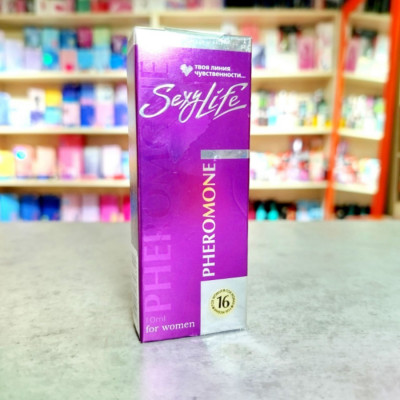 твоя линия
чувственности...
Sexy Life
PHEROMONE
PHEROMONE
16
10ml
for women